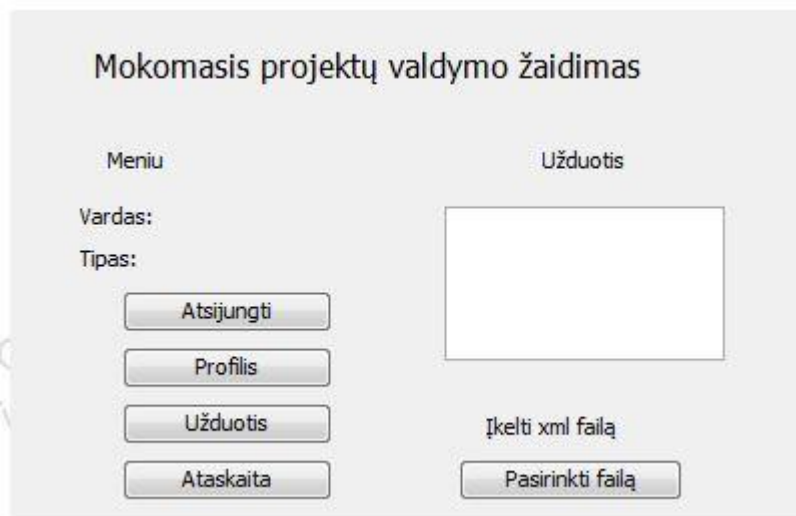 Mokomasis projektų valdymo žaidimas
Meniu
Užduotis
Vardas:
Tipas:
Atsijungti
Profilis
Užduotis
Įkelti xml failą
Ataskaita
Pasirinkti failą